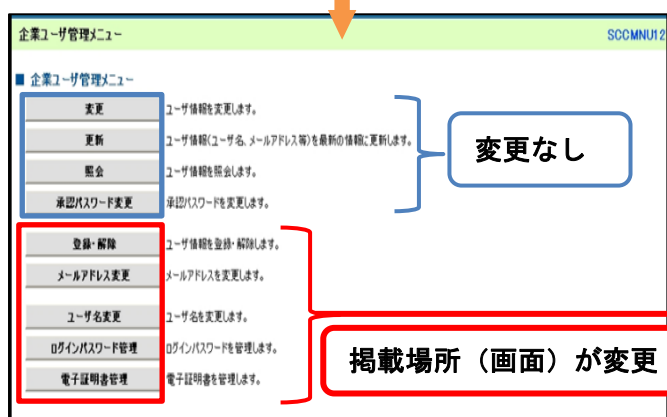 企業ユーザ管理メニュー SCCMNU12
■ 企業ユーザ管理メニュー
変更 ユーザ情報を変更します。
更新 ユーザ情報(ユーザ名、メールアドレス等)を最新の情報に更新します。
照会 ユーザ情報を照会します。
承認パスワード変更 承認パスワードを変更します。
変更なし
登録・解除 ユーザ情報を登録・解除します。
メールアドレス変更 メールアドレスを変更します。
ユーザ名変更 ユーザ名を変更します。
ログインパスワード管理 ログインパスワードを管理します。
電子証明書管理 電子証明書を管理します。
掲載場所（画面）が変更